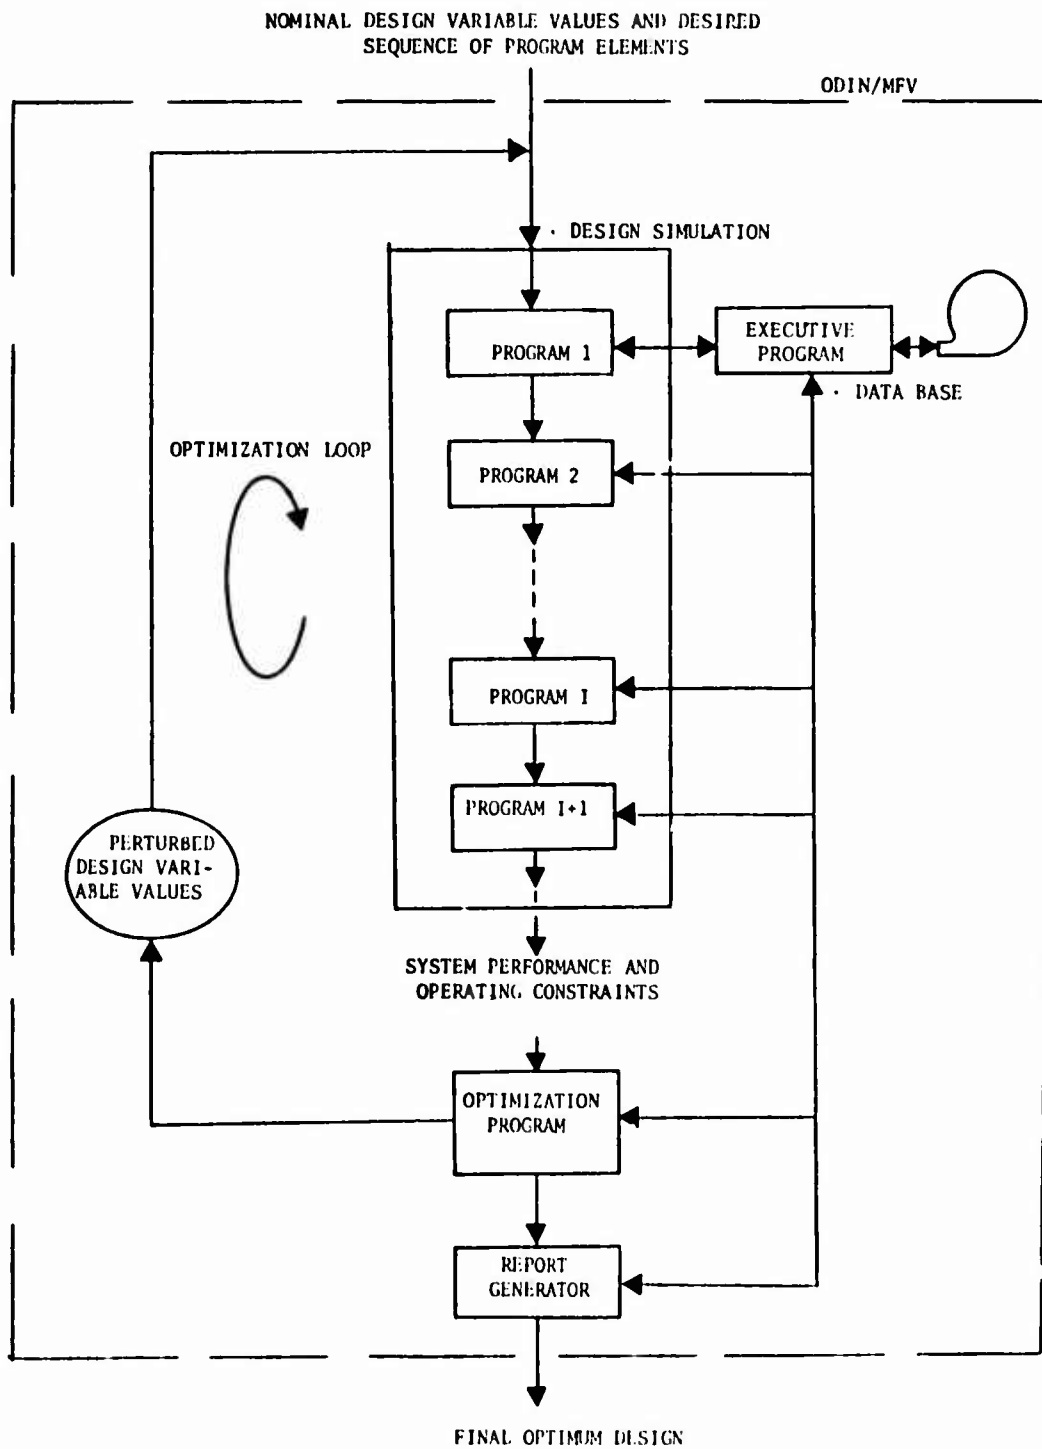 NOMINAL DESIGN VARIABLE VALUES AND DESIRED
SEQUENCE OF PROGRAM ELEMENTS
ODIN/MFV
· DESIGN SIMULATION
PROGRAM 1
EXECUTIVE
PROGRAM
· DATA BASE
OPTIMIZATION LOOP
PROGRAM 2
PROGRAM I
PROGRAM I+1
PERTURBED
DESIGN VARI-
ABLE VALUES
SYSTEM PERFORMANCE AND
OPERATING CONSTRAINTS
OPTIMIZATION
PROGRAM
REPORT
GENERATOR
FINAL OPTIMUM DESIGN